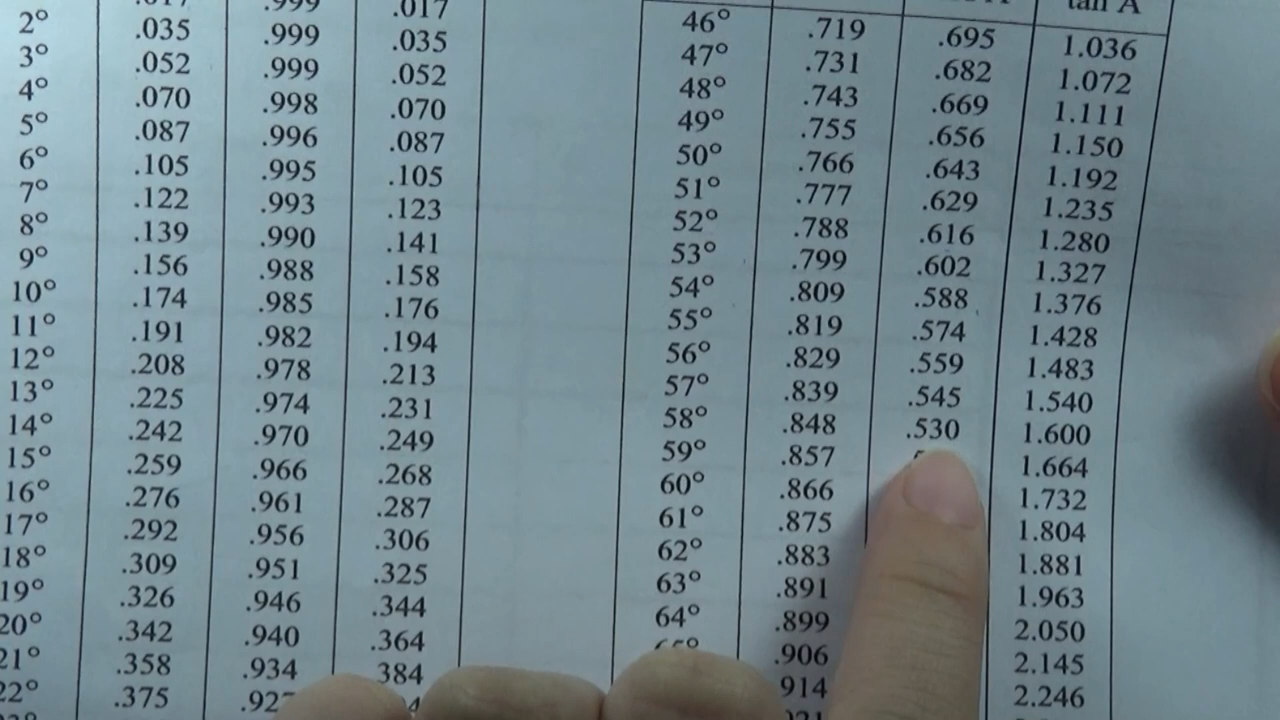 .017 .999 .017
2° .035 .999 .035
3° .052 .999 .052
4° .070 .998 .070
5° .087 .996 .087
6° .105 .995 .105
7° .122 .993 .123
8° .139 .990 .141
9° .156 .988 .158
10° .174 .985 .176
11° .191 .982 .194
12° .208 .978 .213
13° .225 .974 .231
14° .242 .970 .249
15° .259 .966 .268
16° .276 .961 .287
17° .292 .956 .306
18° .309 .951 .325
19° .326 .946 .344
20° .342 .940 .364
21° .358 .934 384
22° .375
tan A
46° .719 .695 1.036
47° .731 .682 1.072
48° .743 .669 1.111
49° .755 .656 1.150
50° .766 .643 1.192
51° .777 .629 1.235
52° .788 .616 1.280
53° .799 .602 1.327
54° .809 .588 1.376
55° .819 .574 1.428
56° .829 .559 1.483
57° .839 .545 1.540
58° .848 .530 1.600
59° .857 1.664
60° .866 1.732
61° .875 1.804
62° .883 1.881
63° .891 1.963
64° .899 2.050
.906 2.145
914 2.246